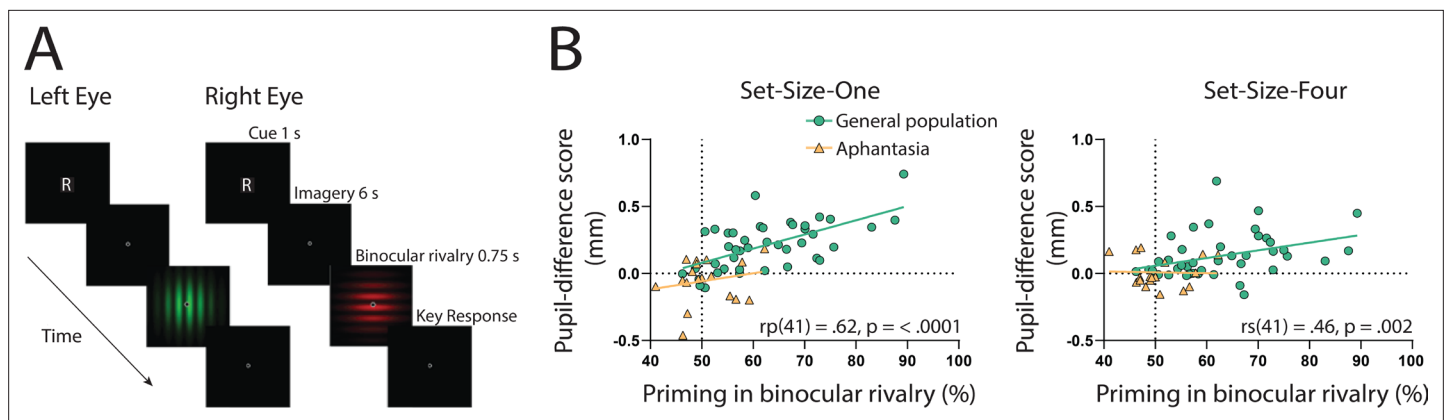 A
Left Eye
Right Eye
Cue 1 s
R
R
Imagery 6 s
Binocular rivalry 0.75 s
Key Response
Time
B
Set-Size-One
General population
Aphantasia
Pupil-difference score
(mm)
1.0
0.5
0.0
-0.5
rp(41) = .62, p = <.0001
40 50 60 70 80 90 100
Priming in binocular rivalry (%)
Set-Size-Four
Pupil-difference score
(mm)
1.0
0.5
0.0
-0.5
rs(41) = .46, p = .002
40 50 60 70 80 90 100
Priming in binocular rivalry (%)